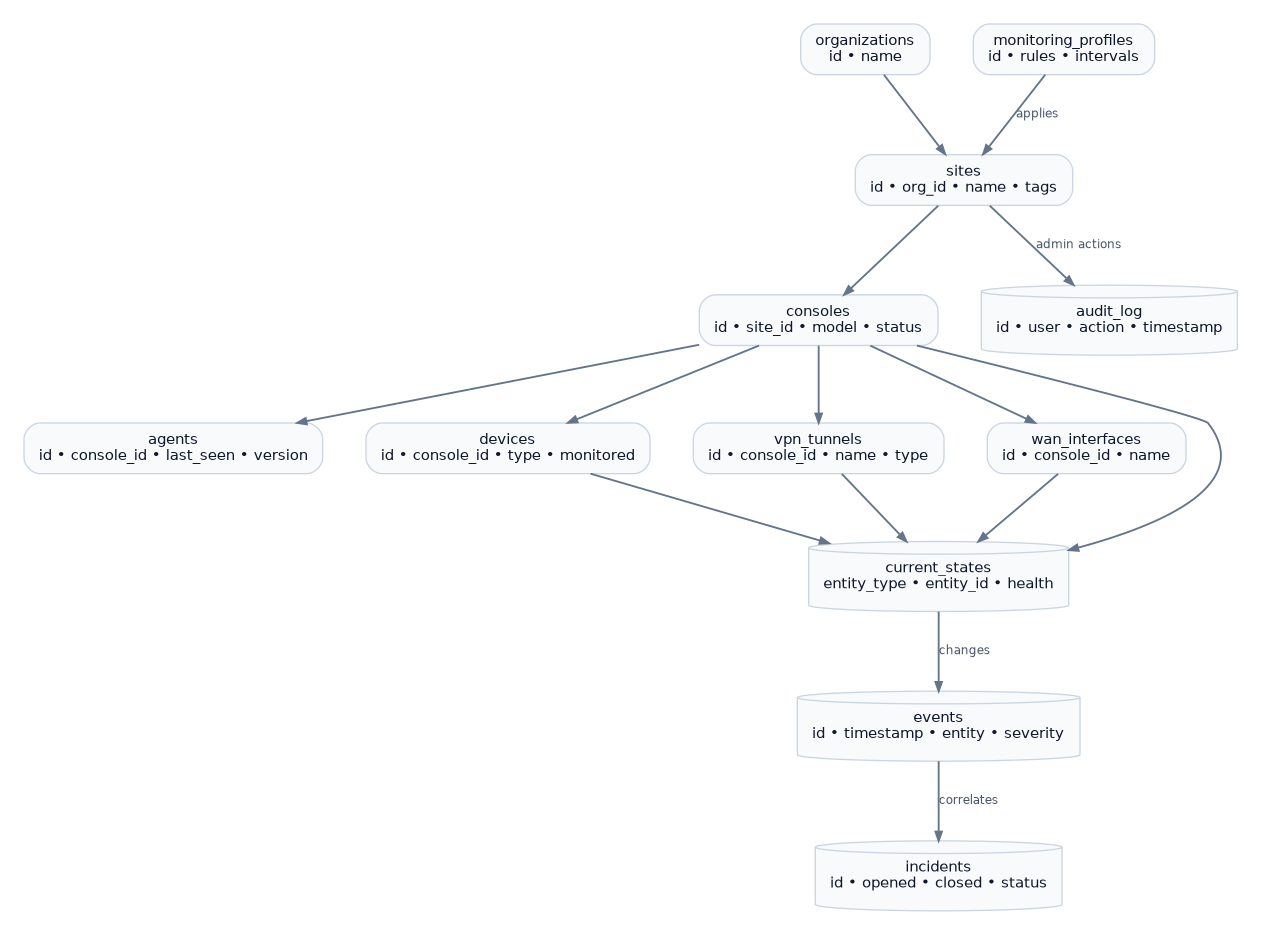 organizations
id • name
monitoring_profiles
id • rules • intervals
applies
sites
id • org_id • name • tags
admin actions
consoles
id • site_id • model • status
audit_log
id • user • action • timestamp
agents
id • console_id • last_seen • version
devices
id • console_id • type • monitored
vpn_tunnels
id • console_id • name • type
wan_interfaces
id • console_id • name
current_states
entity_type • entity_id • health
changes
events
id • timestamp • entity • severity
correlates
incidents
id • opened • closed • status